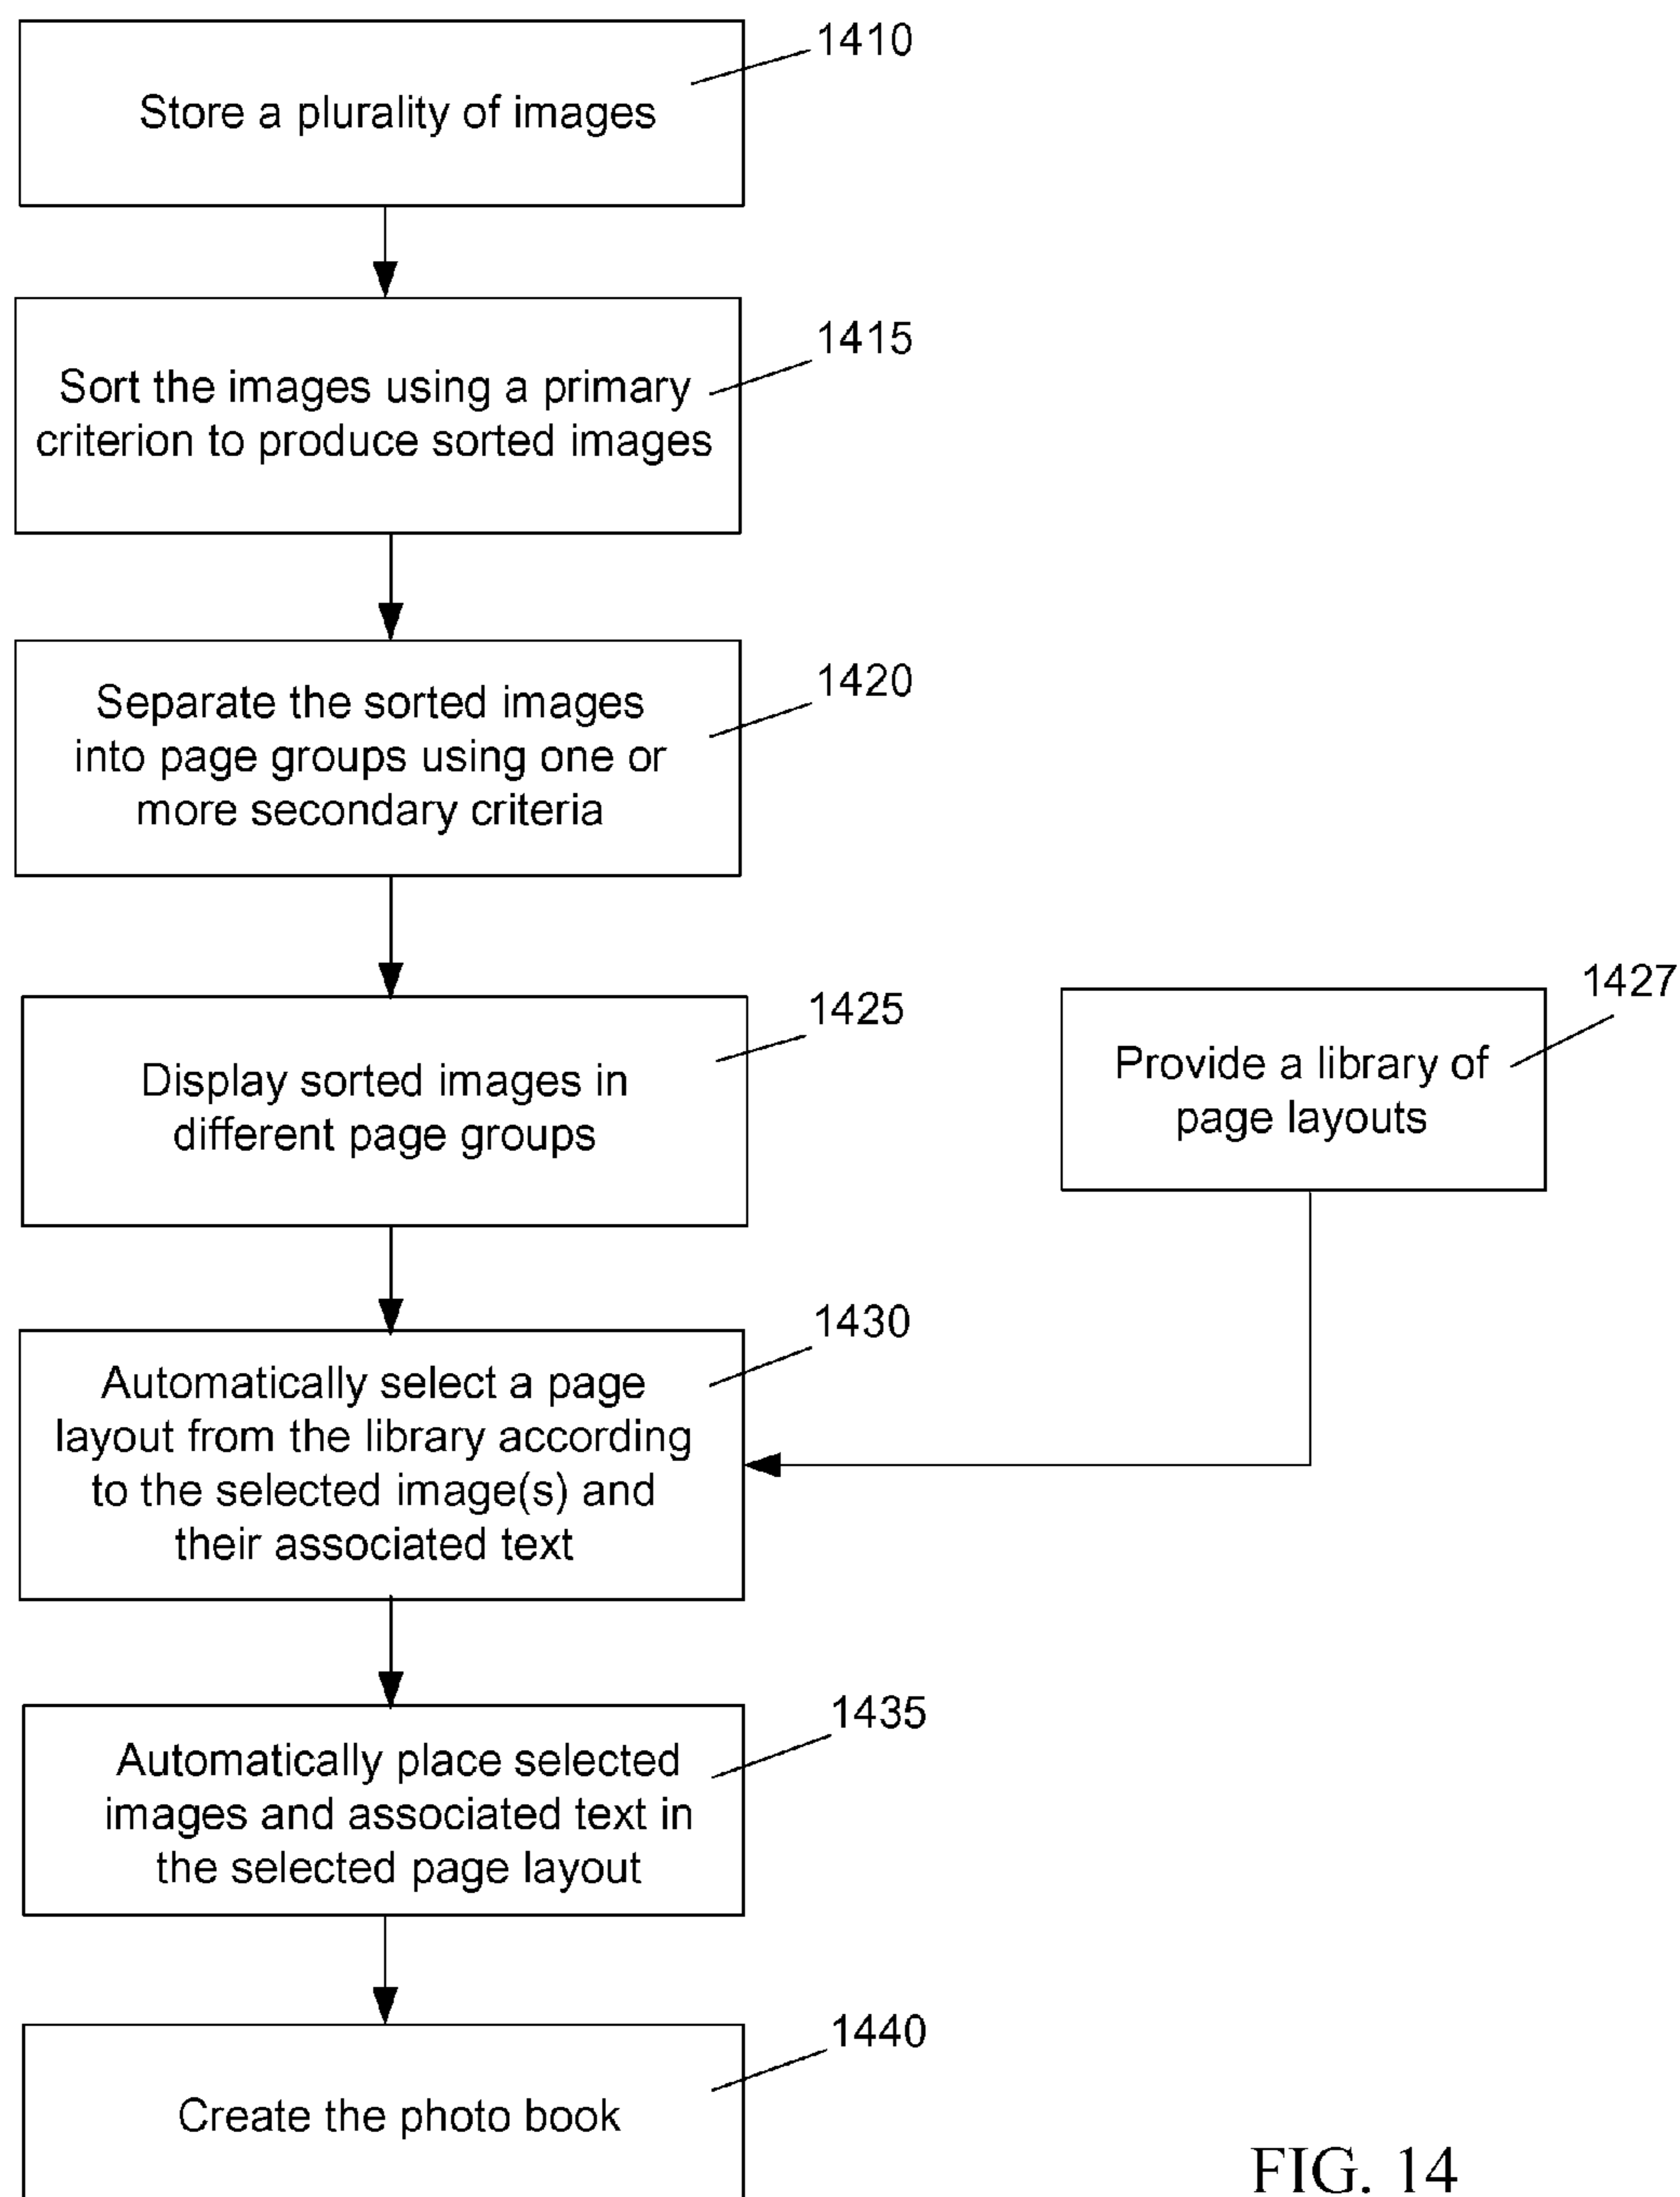 1410
Store a plurality of images
1415
Sort the images using a primary
criterion to produce sorted images
1420
Separate the sorted images
into page groups using one or
more secondary criteria
1425
Display sorted images in
different page groups
1427
Provide a library of
page layouts
1430
Automatically select a page
layout from the library according
to the selected image(s) and
their associated text
1435
Automatically place selected
images and associated text in
the selected page layout
1440
Create the photo book
FIG. 14